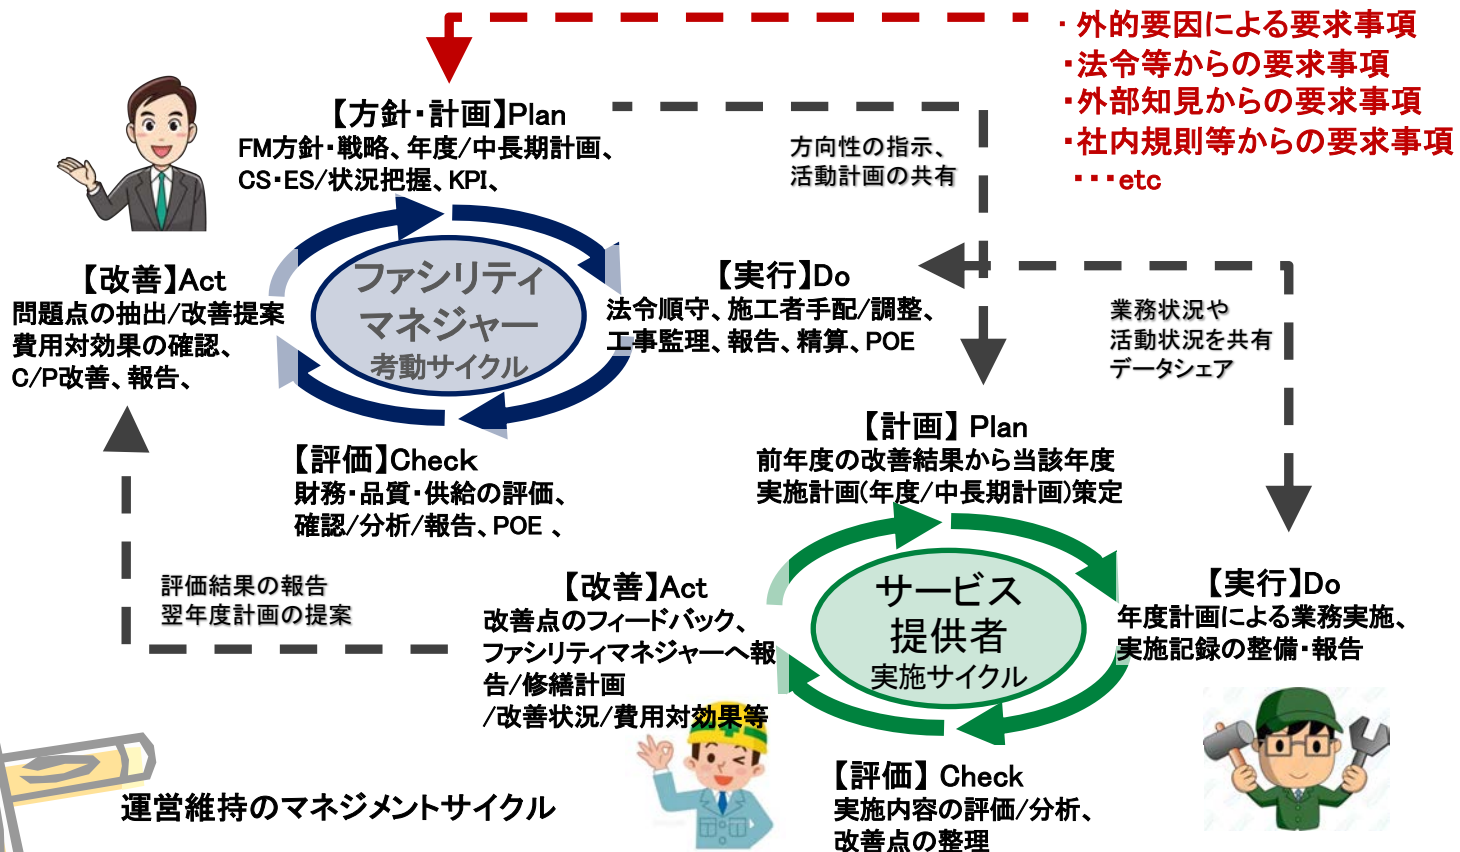 ・外的要因による要求事項
・法令等からの要求事項
・外部知見からの要求事項
・社内規則等からの要求事項
・・・etc
【方針・計画】Plan
FM方針・戦略、年度/中長期計画、
CS・ES/状況把握、KPI、
方向性の指示、
活動計画の共有
【改善】Act
問題点の抽出/改善提案
費用対効果の確認、
C/P改善、報告、
ファシリティ
マネジャー
考動サイクル
【実行】Do
法令順守、施工者手配/調整、
工事監理、報告、精算、POE
業務状況や
活動状況を共有
データシェア
【評価】Check
財務・品質・供給の評価、
確認/分析/報告、POE 、
【計画】 Plan
前年度の改善結果から当該年度
実施計画(年度/中長期計画)策定
評価結果の報告
翌年度計画の提案
【改善】Act
改善点のフィードバック、
ファシリティマネジャーへ報
告/修繕計画
/改善状況/費用対効果等
サービス
提供者
実施サイクル
【実行】Do
年度計画による業務実施、
実施記録の整備・報告
【評価】 Check
実施内容の評価/分析、
改善点の整理
運営維持のマネジメントサイクル